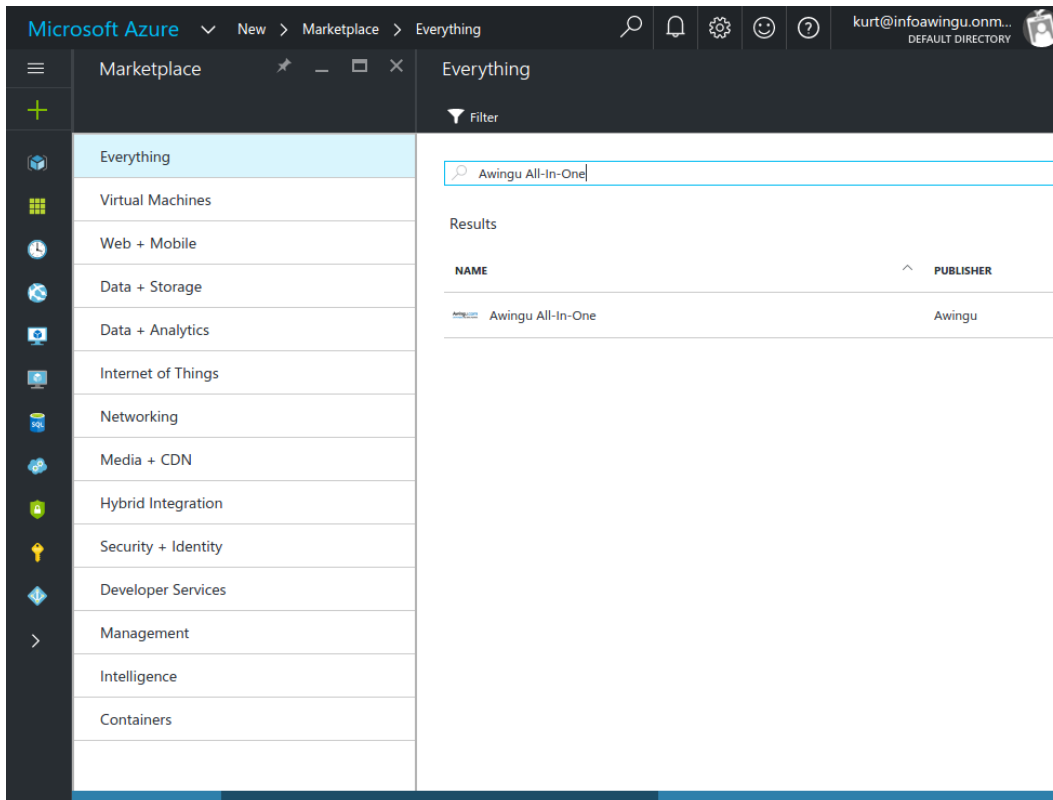 Microsoft Azure New > Marketplace > Everything
kurt@infoawingu.onm...
DEFAULT DIRECTORY
Marketplace
Everything
Filter
Everything
Virtual Machines
Web + Mobile
Data + Storage
Data + Analytics
Internet of Things
Networking
Media + CDN
Hybrid Integration
Security + Identity
Developer Services
Management
Intelligence
Containers
Awingu All-In-One
Results
NAME PUBLISHER
Awingu All-In-One Awingu
SQL